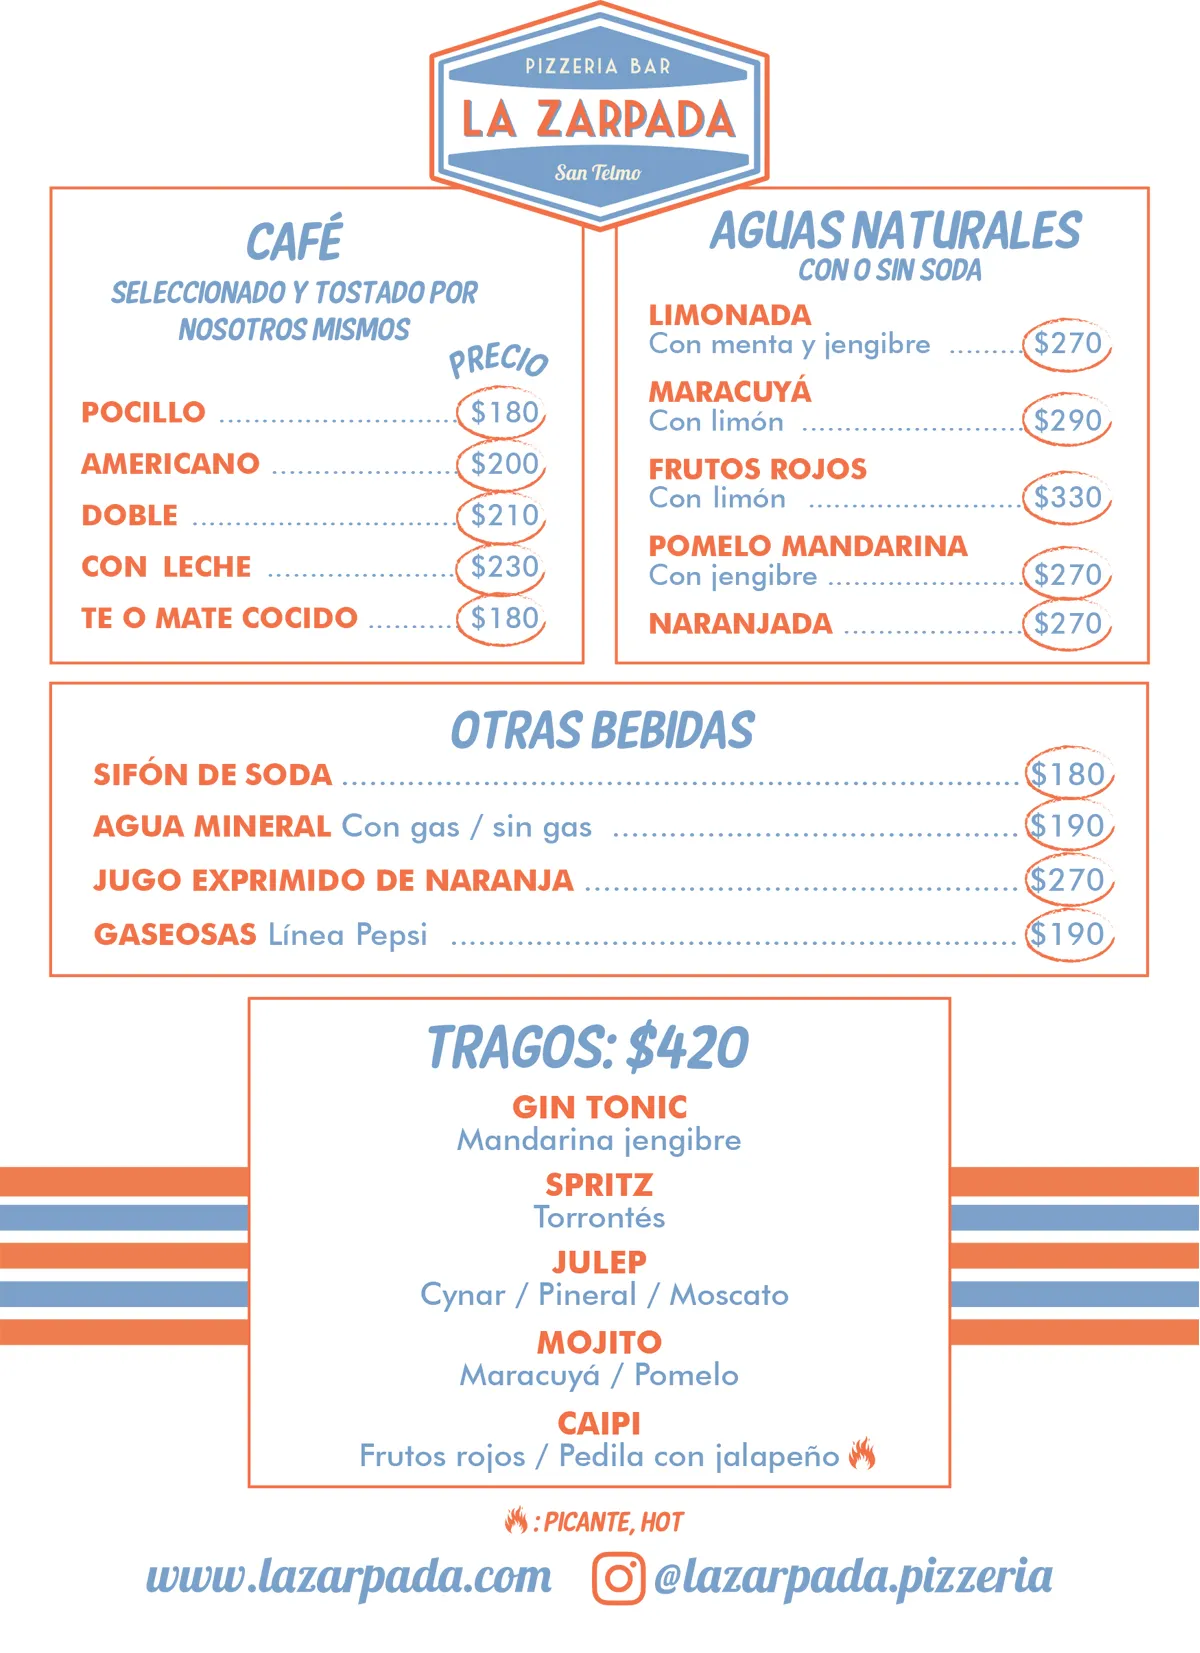 PIZZERIA BAR
LA ZARPADA
San Telmo
CAFÉ
SELECCIONADO Y TOSTADO POR
NOSOTROS MISMOS
PRECIO
POCILLO ........................ $180
AMERICANO ................... $200
DOBLE ........................... $210
CON LECHE ................... $230
TE O MATE COCIDO ......... $180
AGUAS NATURALES
CON O SIN SODA
LIMONADA
Con menta y jengibre ........ $270
MARACUYÁ
Con limón ....................... $290
FRUTOS ROJOS
Con limón ...................... $330
POMELO MANDARINA
Con jengibre .................... $270
NARANJADA .................. $270
OTRAS BEBIDAS
SIFÓN DE SODA .................................................... $180
AGUA MINERAL Con gas / sin gas ................................ $190
JUGO EXPRIMIDO DE NARANJA .................................. $270
GASEOSAS Línea Pepsi ............................................. $190
TRAGOS: $420
GIN TONIC
Mandarina jengibre
SPRITZ
Torrontés
JULEP
Cynar / Pineral / Moscato
MOJITO
Maracuyá / Pomelo
CAIPI
Frutos rojos / Pedila con jalapeño
: PICANTE, HOT
www.lazarpada.com @lazarpada.pizzeria